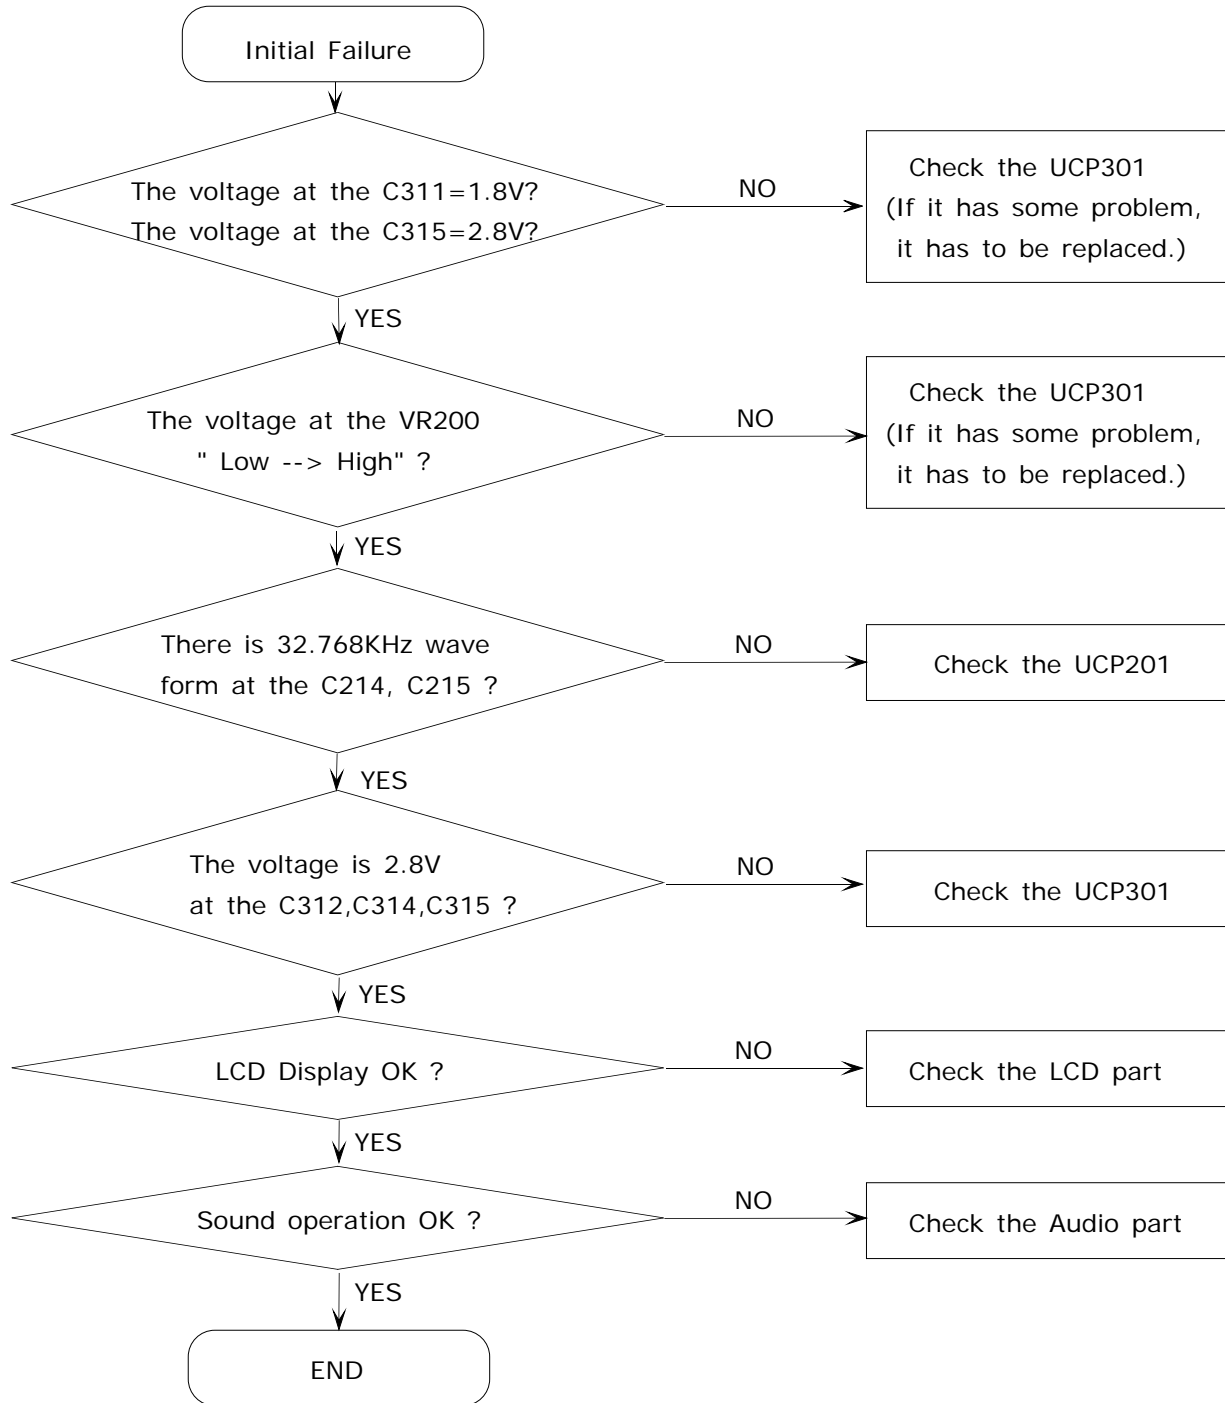 Initial Failure
The voltage at the C311=1.8V?
The voltage at the C315=2.8V?
NO
Check the UCP301
(If it has some problem,
it has to be replaced.)
YES
The voltage at the VR200
" Low --> High" ?
NO
Check the UCP301
(If it has some problem,
it has to be replaced.)
YES
There is 32.768KHz wave
form at the C214, C215 ?
NO
Check the UCP201
YES
The voltage is 2.8V
at the C312,C314,C315 ?
NO
Check the UCP301
YES
LCD Display OK ?
NO
Check the LCD part
YES
Sound operation OK ?
NO
Check the Audio part
YES
END